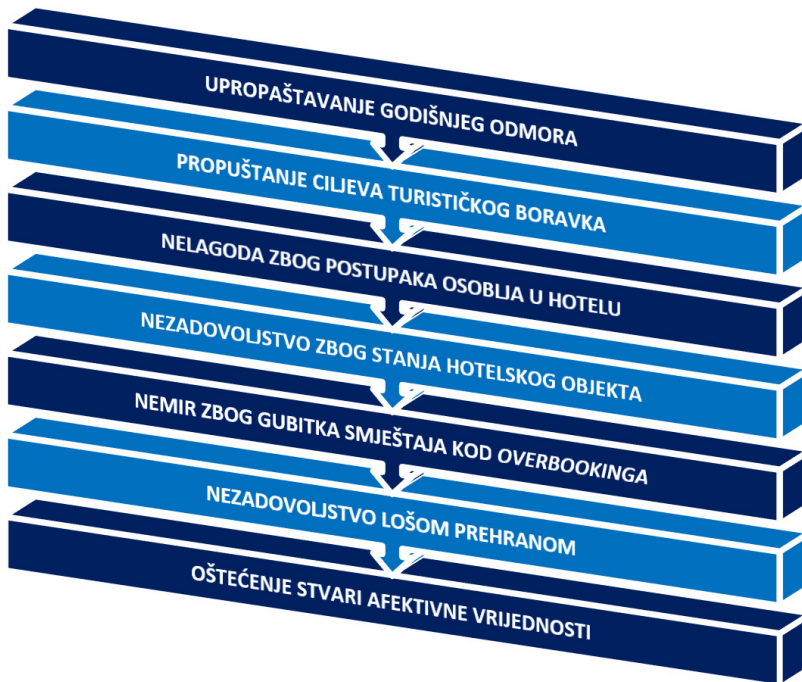 UPROPAŠTAVANJE GODIŠNJEG ODMORA
PROPUŠTANJE CILJEVA TURISTIČKOG BORAVKA
NELAGODA ZBOG POSTUPAKA OSOBLJA U HOTELU
NEZADOVOLJSTVO ZBOG STANJA HOTELSKOG OBJEKTA
NEMIR ZBOG GUBITKA SMJEŠTAJA KOD OVERBOOKINGA
NEZADOVOLJSTVO LOŠOM PREHRANOM
OŠTEĆENJE STVARI AFEKTIVNE VRIJEDNOSTI